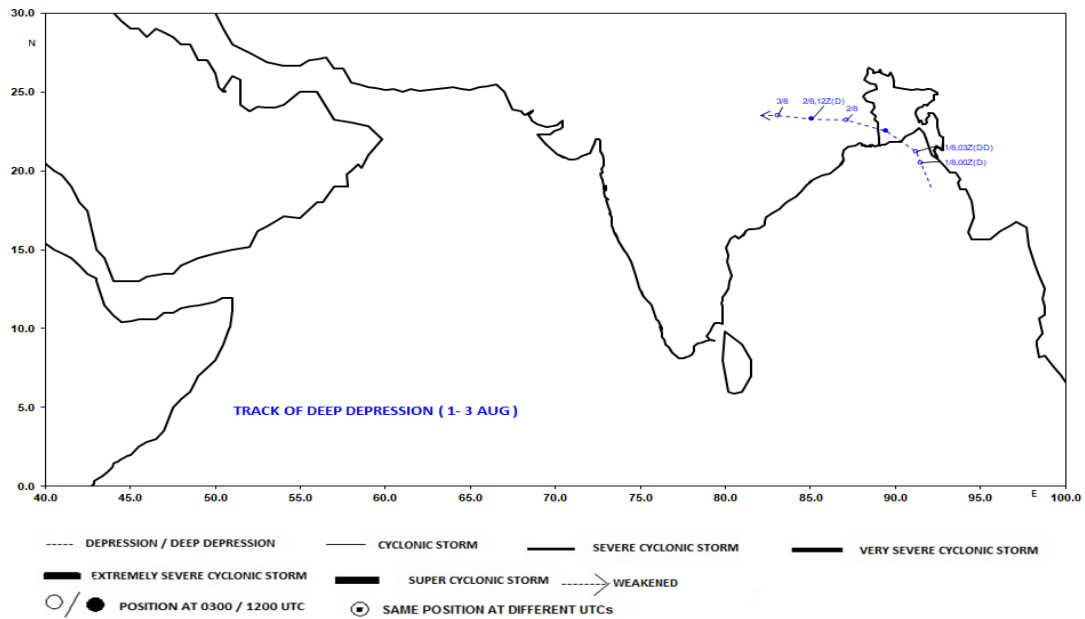 30.0
N
25.0
20.0
15.0
10.0
5.0
0.0
3/8
2/8,12Z(D)
2/8
1/8,03Z(DD)
1/8,00Z(D)
TRACK OF DEEP DEPRESSION ( 1- 3 AUG )
40.0 45.0 50.0 55.0 60.0 65.0 70.0 75.0 80.0 85.0 90.0 95.0 100.0
E
DEPRESSION / DEEP DEPRESSION CYCLONIC STORM SEVERE CYCLONIC STORM VERY SEVERE CYCLONIC STORM
EXTREMELY SEVERE CYCLONIC STORM SUPER CYCLONIC STORM WEAKENED
/ POSITION AT 0300 / 1200 UTC SAME POSITION AT DIFFERENT UTCs